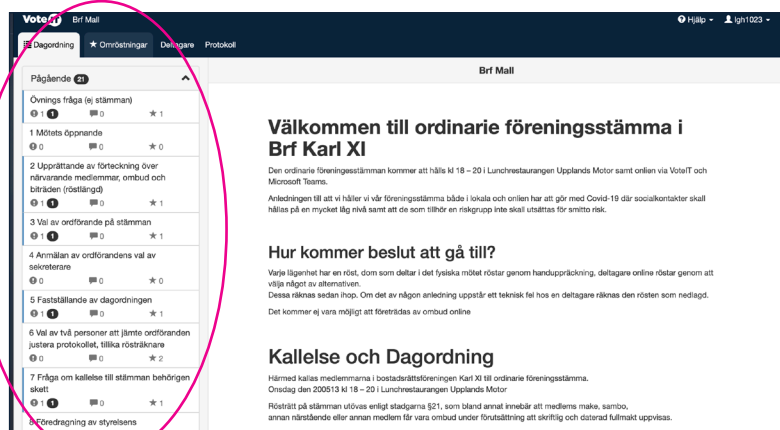 VoteIT Brf Mall Hjälp lgh1023
Dagordning Omröstningar Deltagare Protokoll
Pågående 21
Övnings fråga (ej stämman)
1 1 0 1
1 Mötets öppnande
0 0 0
2 Upprättande av förteckning över
närvarande medlemmar, ombud och
biträden (röstlängd)
1 1 0 1
3 Val av ordförande på stämman
1 1 0 1
4 Anmälan av ordförandens val av
sekreterare
0 0 0
5 Fastställande av dagordningen
1 1 0 1
6 Val av två personer att jämte ordföranden
justera protokollet, tillika rösträknare
0 0 2
7 Fråga om kallelse till stämman behörigen
skett
1 1 0 1
8 Föredragning av styrelsens
Brf Mall
Välkommen till ordinarie föreningsstämma i
Brf Karl XI
Den ordinarie föreningsstämman kommer att hålls kl 18 – 20 i Lunchrestaurangen Upplands Motor samt onlien via VoteIT och
Microsoft Teams.
Anledningen till att vi håller vi vår föreningsstämma både i lokala och onlien har att gör med Covid-19 där socialkontakter skall
hållas på en mycket låg nivå samt att de som tillhör en riskgrupp inte skall utsättas för smitto risk.
Hur kommer beslut att gå till?
Varje lägenhet har en röst, dom som deltar i det fysiska mötet röstar genom handuppräckning, deltagare online röstar genom att
välja något av alternativen.
Dessa räknas sedan ihop. Om det av någon anledning uppstår ett teknisk fel hos en deltagare räknas den rösten som nedlagd.
Det kommer ej vara möjligt att företrädas av ombud online
Kallelse och Dagordning
Härmed kallas medlemmarna i bostadsrättsföreningen Karl XI till ordinarie föreningsstämma.
Onsdag den 200513 kl 18 – 20 i Lunchrestaurangen Upplands Motor
Rösträtt på stämman utövas enligt stadgarna §21, som bland annat innebär att medlems make, sambo,
annan närstående eller annan medlem får vara ombud under förutsättning att skriftlig och daterad fullmakt uppvisas.